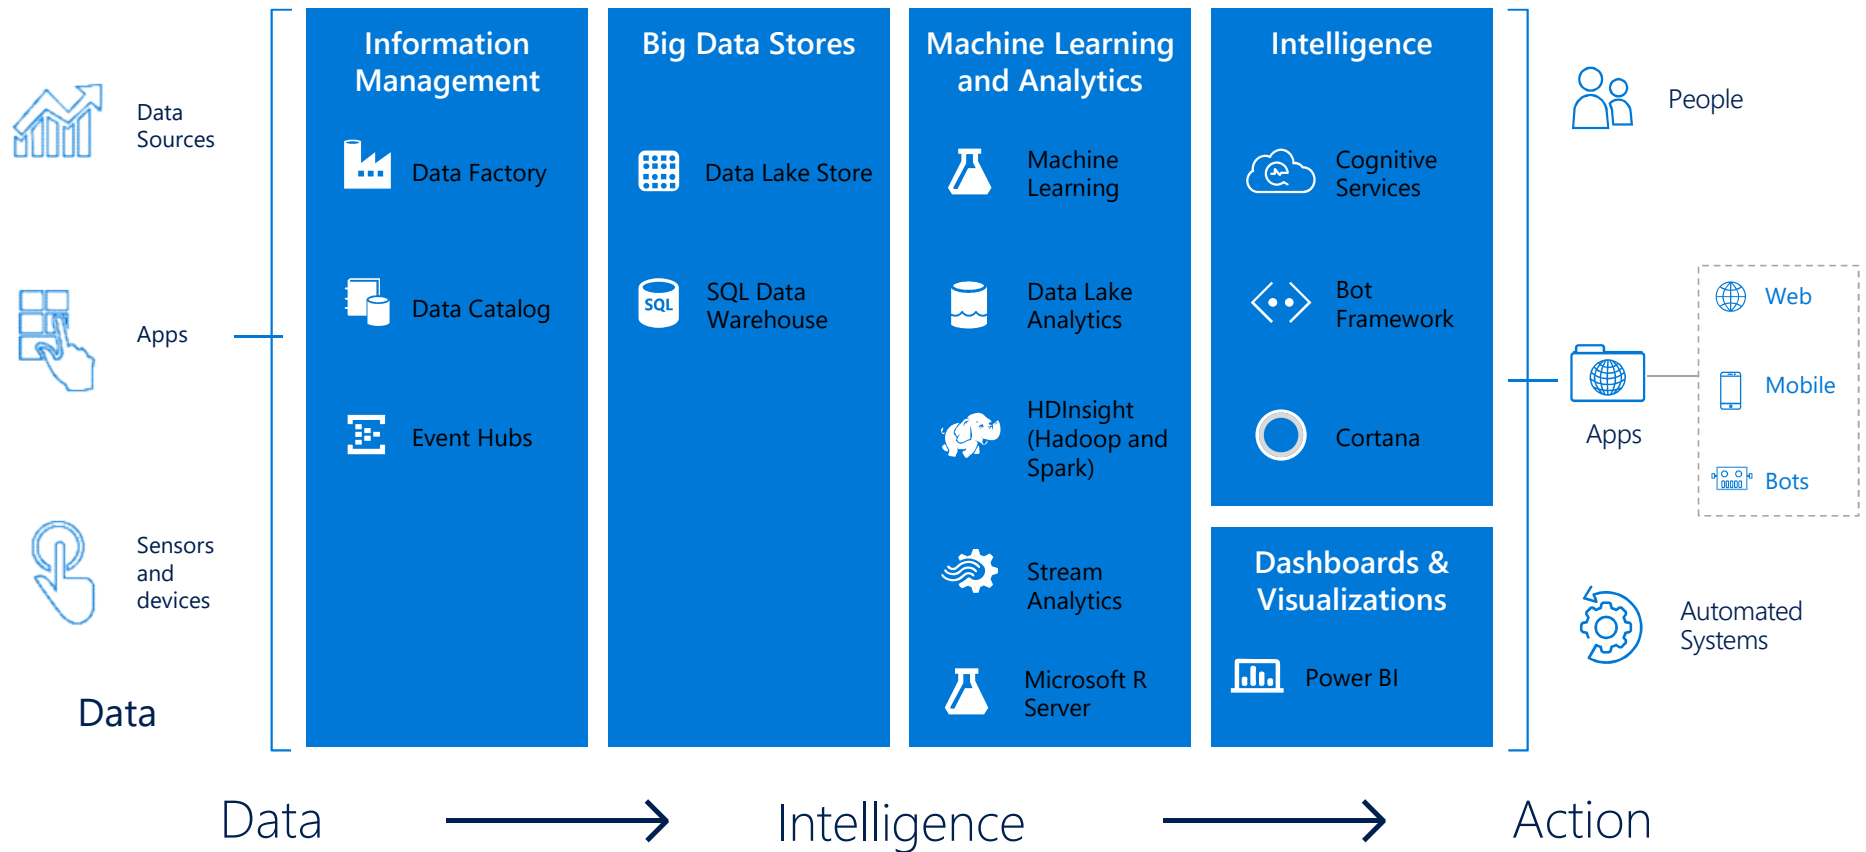 Data
Sources
Apps
Sensors
and
devices
Data
Information
Management
Data Factory
Data Catalog
Event Hubs
Big Data Stores
Data Lake Store
SQL
SQL Data
Warehouse
Machine Learning
and Analytics
Machine
Learning
Data Lake
Analytics
HDInsight
(Hadoop and
Spark)
Stream
Analytics
Microsoft R
Server
Intelligence
Cognitive
Services
Bot
Framework
Cortana
Dashboards &
Visualizations
Power BI
People
Apps
Web
Mobile
Bots
Automated
Systems
Data
Intelligence
Action